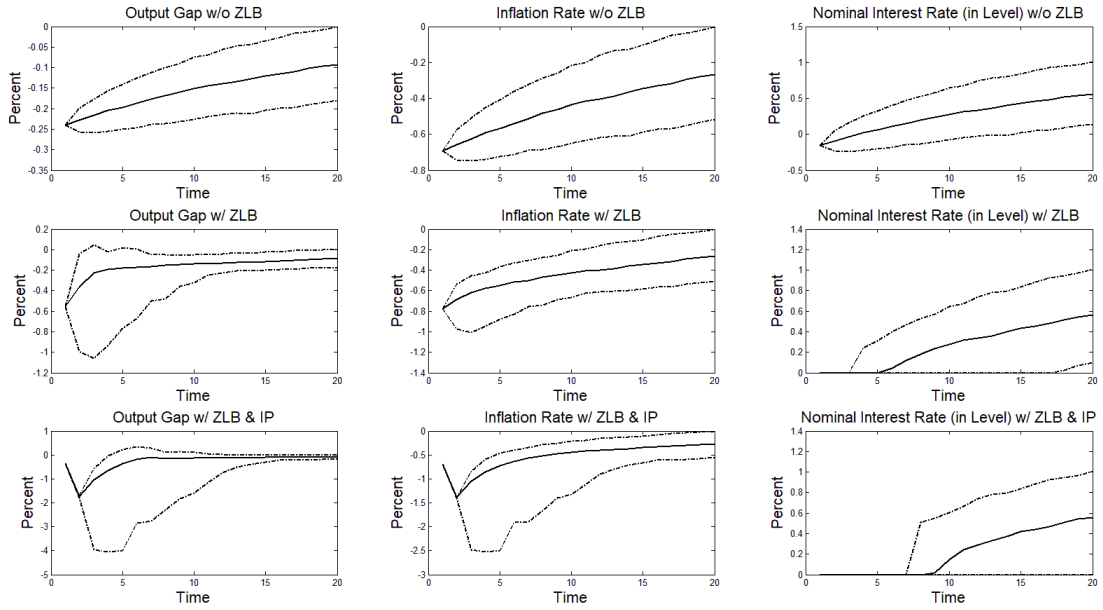 Output Gap w/o ZLB
Percent
0
-0.05
-0.1
-0.15
-0.2
-0.25
-0.3
-0.35
0 5 10 15 20
Time
Inflation Rate w/o ZLB
Percent
0
-0.2
-0.4
-0.6
-0.8
0 5 10 15 20
Time
Nominal Interest Rate (in Level) w/o ZLB
Percent
1.5
1
0.5
0
-0.5
0 5 10 15 20
Time
Output Gap w/ ZLB
Percent
0.2
0
-0.2
-0.4
-0.6
-0.8
-1
-1.2
0 5 10 15 20
Time
Inflation Rate w/ ZLB
Percent
0
-0.2
-0.4
-0.6
-0.8
-1
-1.2
-1.4
0 5 10 15 20
Time
Nominal Interest Rate (in Level) w/ ZLB
Percent
1.4
1.2
1
0.8
0.6
0.4
0.2
0
0 5 10 15 20
Time
Output Gap w/ ZLB & IP
Percent
1
0
-1
-2
-3
-4
-5
0 5 10 15 20
Time
Inflation Rate w/ ZLB & IP
Percent
0
-0.5
-1
-1.5
-2
-2.5
-3
0 5 10 15 20
Time
Nominal Interest Rate (in Level) w/ ZLB & IP
Percent
1.4
1.2
1
0.8
0.6
0.4
0.2
0
0 5 10 15 20
Time